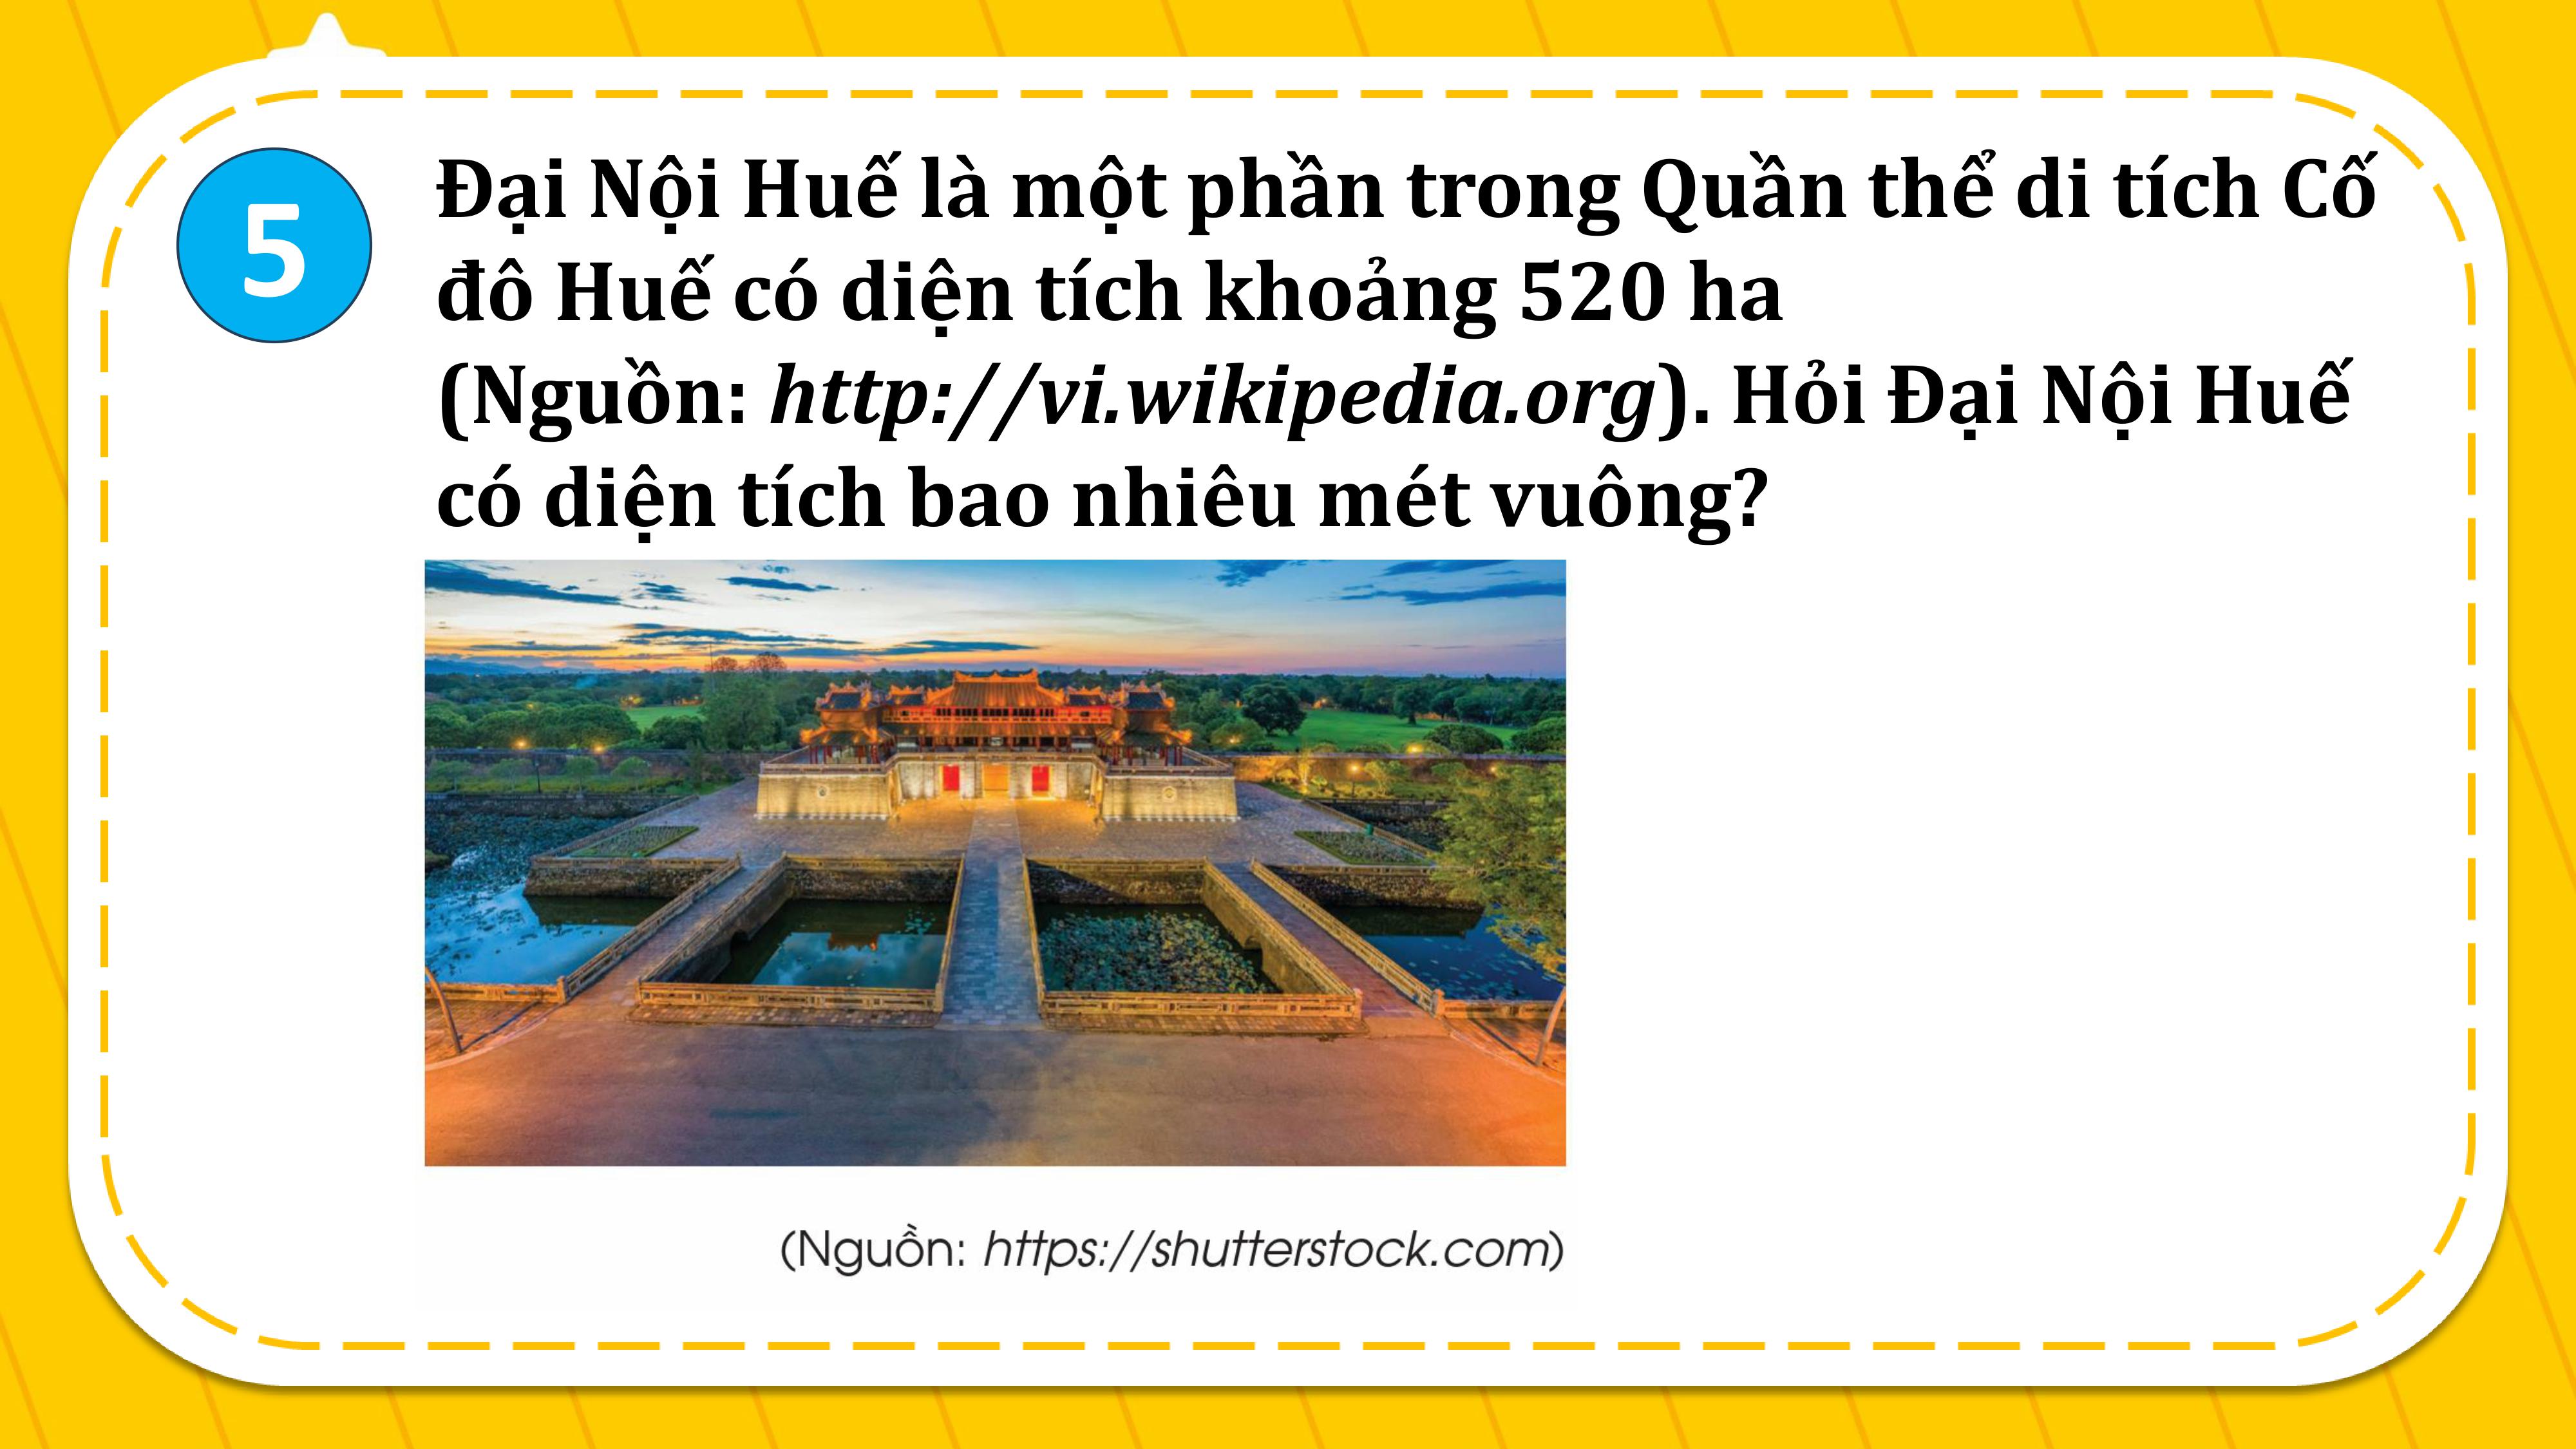 5
Đại Nội Huế là một phần trong Quần thể di tích Cố
đô Huế có diện tích khoảng 520 ha
(Nguồn: http://vi.wikipedia.org). Hỏi Đại Nội Huế
có diện tích bao nhiêu mét vuông?
(Nguồn: https://shutterstock.com)